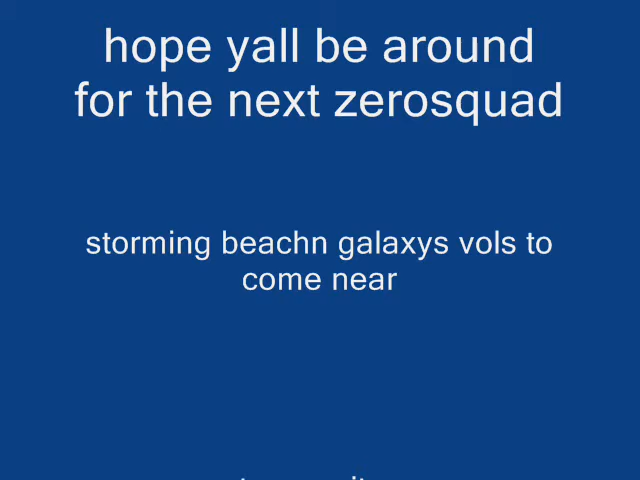 hope yall be around
for the next zerosquad
storming beachn galaxys vols to
come near